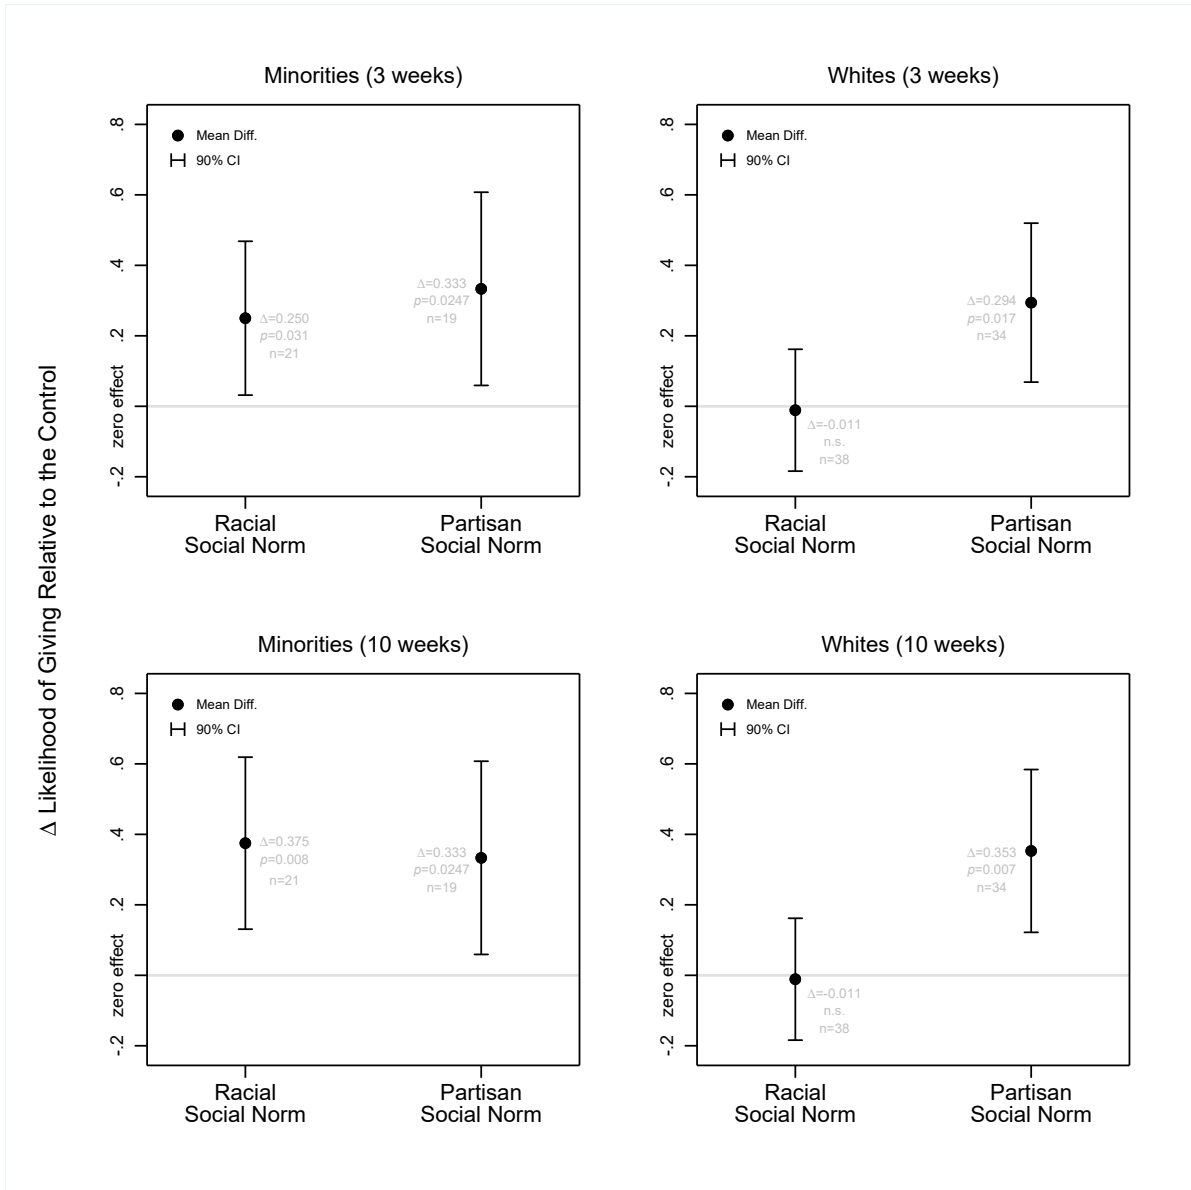 Δ Likelihood of Giving Relative to the Control
Minorities (3 weeks)
.8
.6
.4
.2
zero effect
-.2
Mean Diff.
90% CI
Δ=0.250
p=0.031
n=21
Δ=0.333
p=0.0247
n=19
Racial
Social Norm
Partisan
Social Norm
Whites (3 weeks)
.8
.6
.4
.2
zero effect
-.2
Mean Diff.
90% CI
Δ=-0.011
n.s.
n=38
Δ=0.294
p=0.017
n=34
Racial
Social Norm
Partisan
Social Norm
Minorities (10 weeks)
.8
.6
.4
.2
zero effect
-.2
Mean Diff.
90% CI
Δ=0.375
p=0.008
n=21
Δ=0.333
p=0.0247
n=19
Racial
Social Norm
Partisan
Social Norm
Whites (10 weeks)
.8
.6
.4
.2
zero effect
-.2
Mean Diff.
90% CI
Δ=-0.011
n.s.
n=38
Δ=0.353
p=0.007
n=34
Racial
Social Norm
Partisan
Social Norm